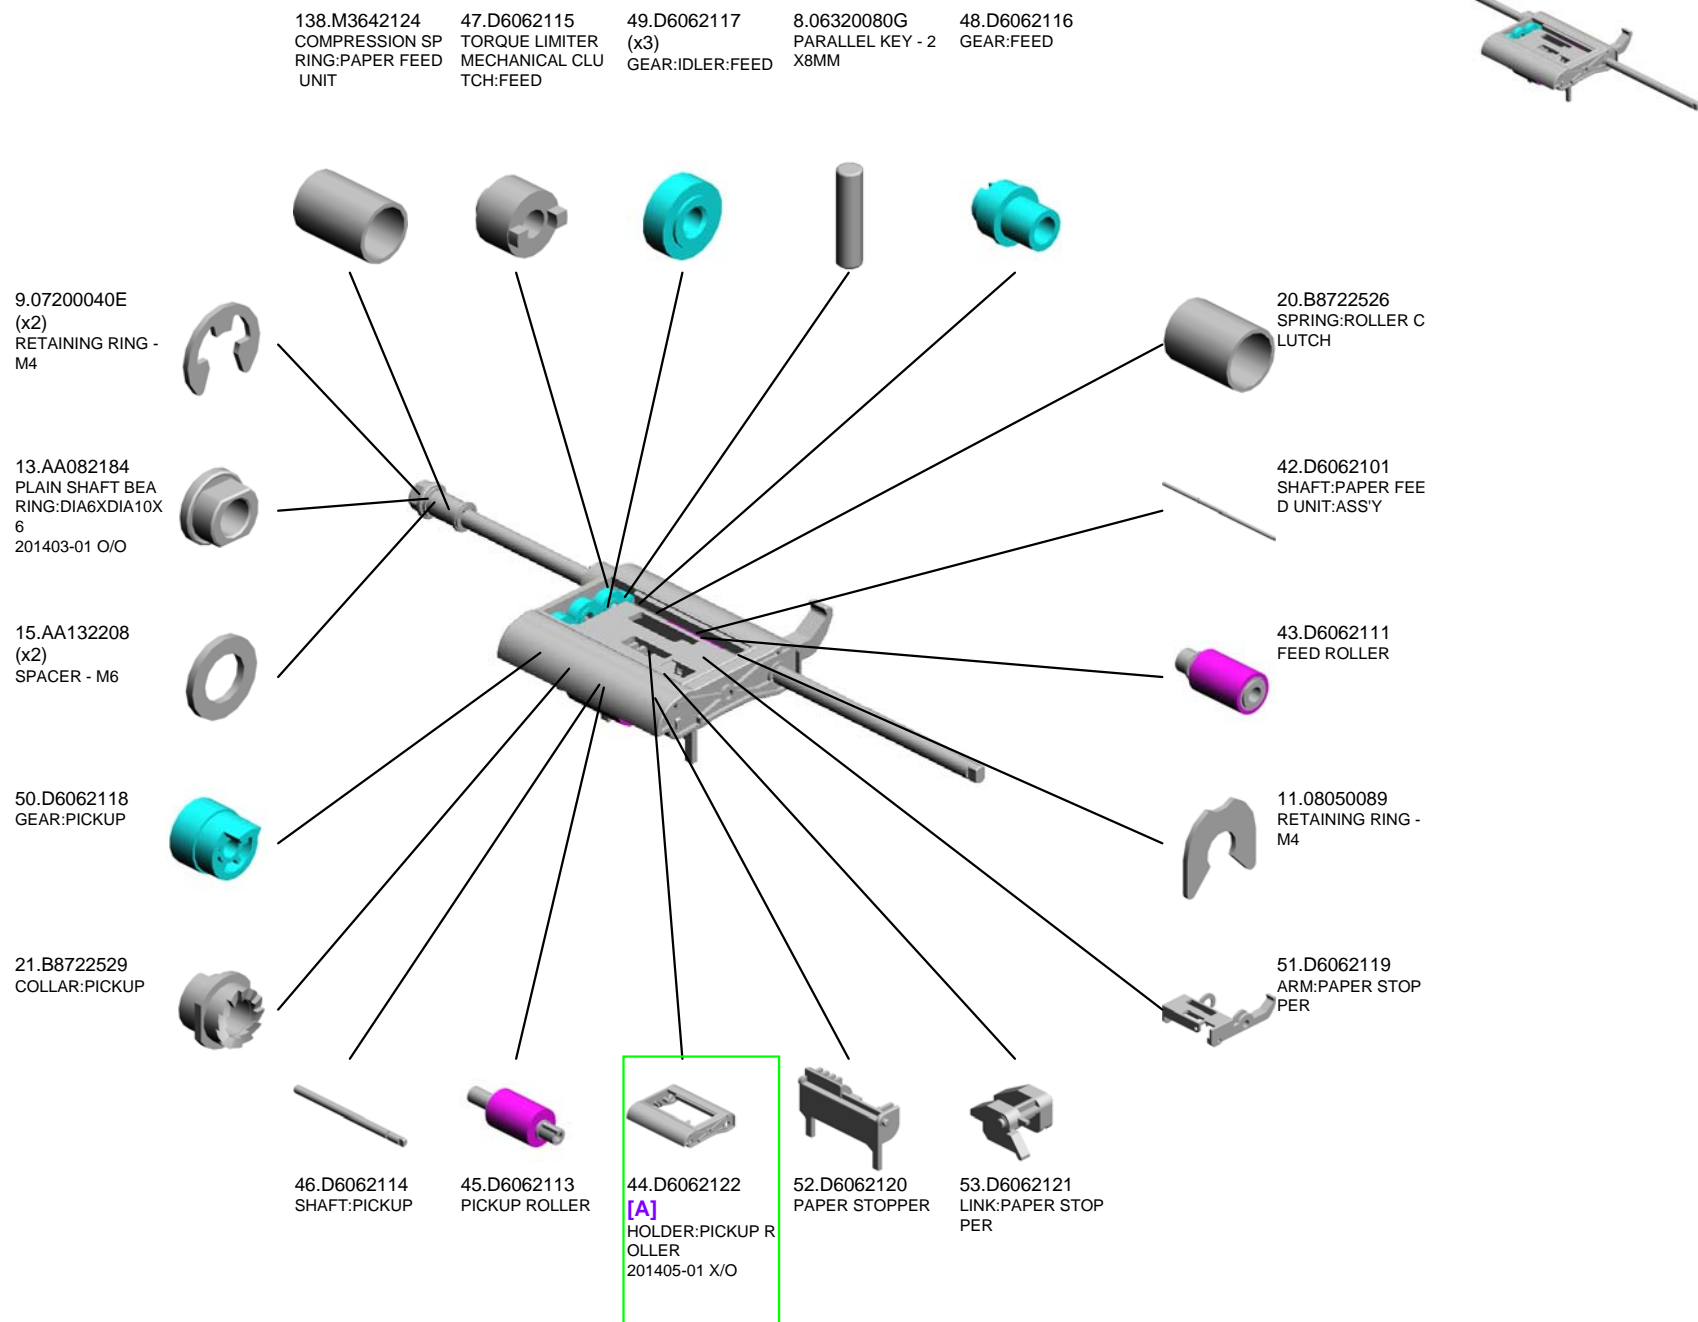 138.M3642124
COMPRESSION SP
RING:PAPER FEED
UNIT
47.D6062115
TORQUE LIMITER
MECHANICAL CLU
TCH:FEED
49.D6062117
(x3)
GEAR:IDLER:FEED
8.06320080G
PARALLEL KEY - 2
X8MM
48.D6062116
GEAR:FEED
9.07200040E
(x2)
RETAINING RING -
M4
20.B8722526
SPRING:ROLLER C
LUTCH
13.AA082184
PLAIN SHAFT BEA
RING:DIA6XDIA10X
6
201403-01 O/O
42.D6062101
SHAFT:PAPER FEE
D UNIT:ASS'Y
15.AA132208
(x2)
SPACER - M6
43.D6062111
FEED ROLLER
50.D6062118
GEAR:PICKUP
11.08050089
RETAINING RING -
M4
21.B8722529
COLLAR:PICKUP
51.D6062119
ARM:PAPER STOP
PER
46.D6062114
SHAFT:PICKUP
45.D6062113
PICKUP ROLLER
44.D6062122
[A]
HOLDER:PICKUP R
OLLER
201405-01 X/O
52.D6062120
PAPER STOPPER
53.D6062121
LINK:PAPER STOP
PER